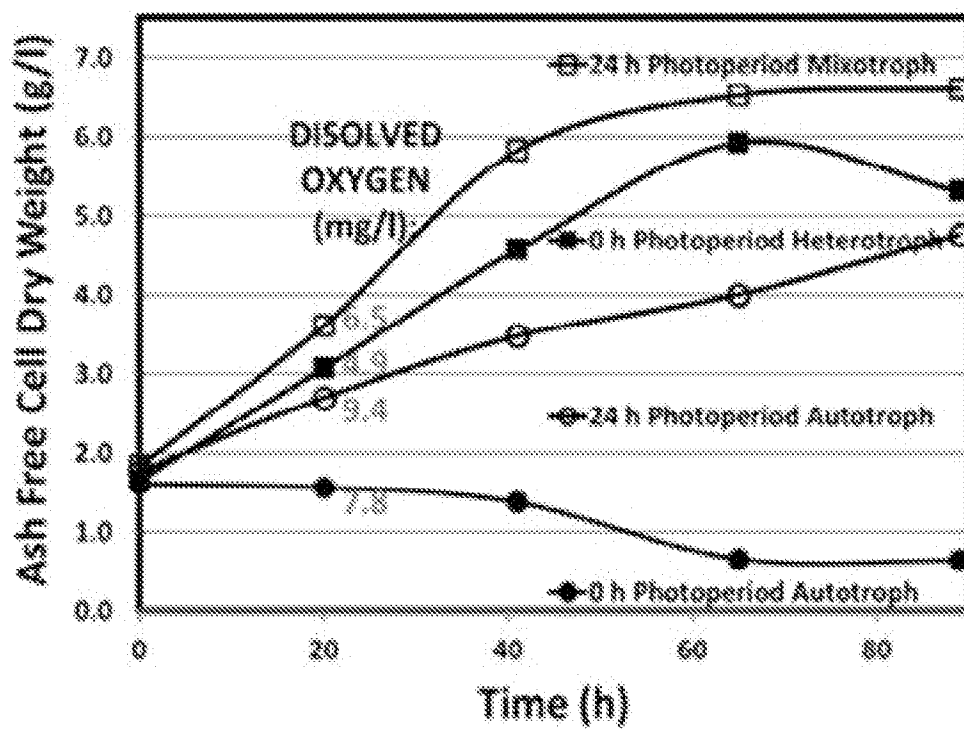 Ash Free Cell Dry Weight (g/l)
7.0
6.0
5.0
4.0
3.0
2.0
1.0
0.0
24 h Photoperiod Mixotroph
DISOLVED
OXYGEN
(mg/l):
0 h Photoperiod Heterotroph
6.5
9.4
24 h Photoperiod Autotroph
7.8
0 h Photoperiod Autotroph
0 20 40 60 80
Time (h)